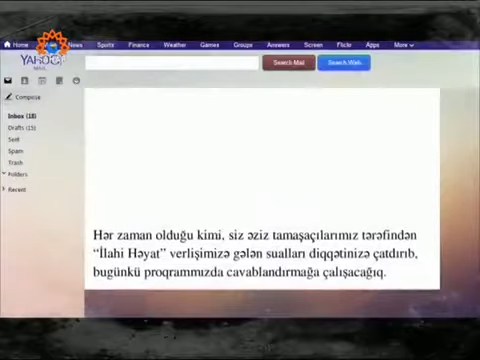 Home
News
Sports
Finance
Weather
Games
Groups
Answers
Screen
Flickr
Apps
More
YAHOO!
MAIL
Search Mail
Search Web
Compose
Inbox (18)
Drafts (15)
Sent
Spam
Trash
Folders
Recent
Hər zaman olduğu kimi, siz əziz tamaşaçılarımız tərəfindən
“İlahi Həyat” verlişimizə gələn sualları diqqətinizə çatdırıb,
bugünkü proqrammızda cavablandırmağa çalışacağıq.